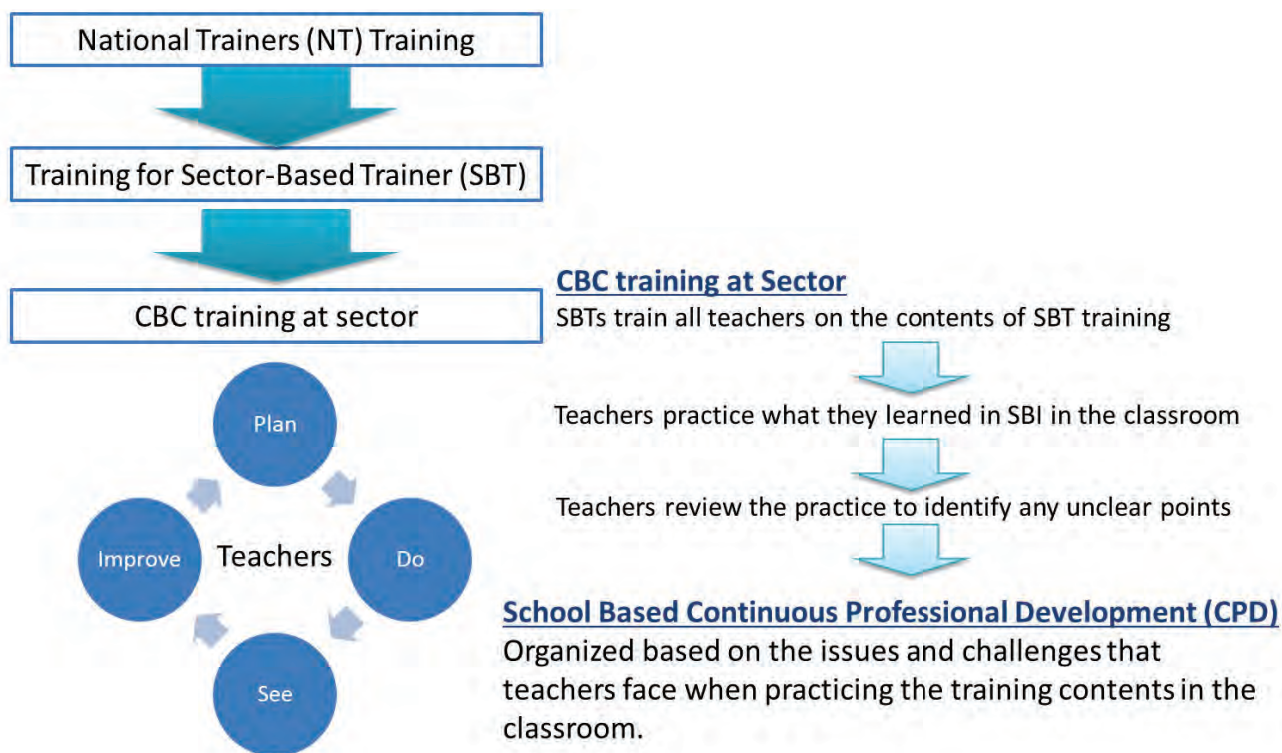 National Trainers (NT) Training
Training for Sector-Based Trainer (SBT)
CBC training at sector
Plan
Improve
Teachers
Do
See
CBC training at Sector
SBTs train all teachers on the contents of SBT training
Teachers practice what they learned in SBI in the classroom
Teachers review the practice to identify any unclear points
School Based Continuous Professional Development (CPD)
Organized based on the issues and challenges that
teachers face when practicing the training contents in the
classroom.